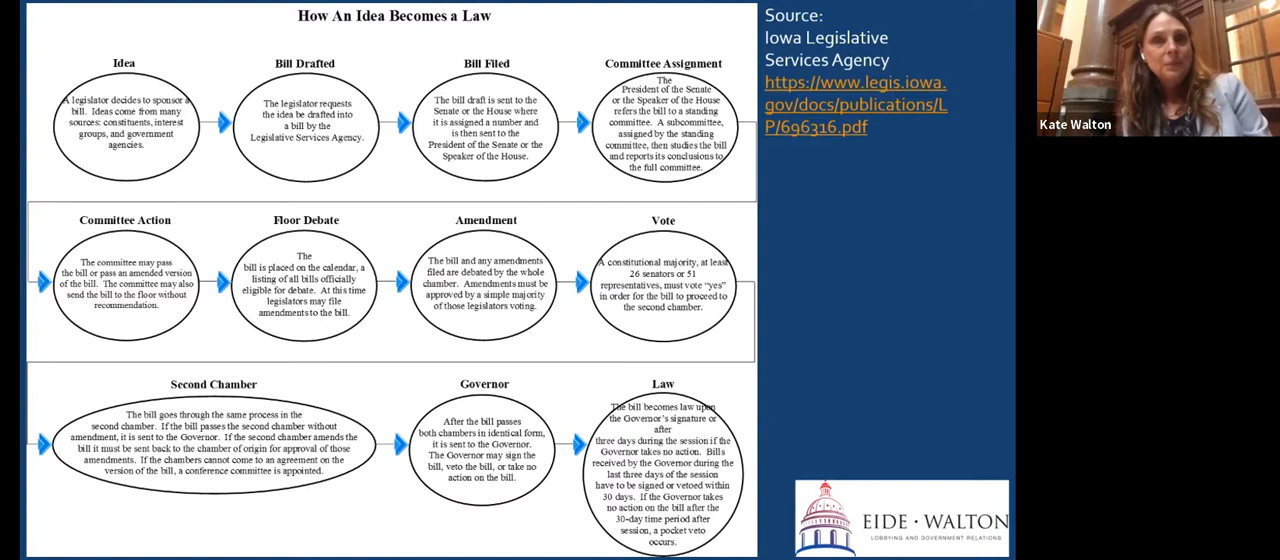 How An Idea Becomes a Law
Idea
A legislator decides to sponsor a
bill. Ideas come from many
sources: constituents, interest
groups, and government
agencies.
Bill Drafted
The legislator requests
the idea be drafted into
a bill by the
Legislative Services Agency.
Bill Filed
The bill draft is sent to the
Senate or the House where
it is assigned a number and
is then sent to the
President of the Senate or the
Speaker of the House.
Committee Assignment
The
President of the Senate
or the Speaker of the House
refers the bill to a standing
committee. A subcommittee,
assigned by the standing
committee, then studies the bill
and reports its conclusions to
the full committee.
Committee Action
The committee may pass
the bill or pass an amended version
of the bill. The committee may also
send the bill to the floor without
recommendation.
Floor Debate
The
bill is placed on the calendar, a
listing of all bills officially
eligible for debate. At this time
legislators may file
amendments to the bill.
Amendment
The bill and any amendments
filed are debated by the whole
chamber. Amendments must be
approved by a simple majority
of those legislators voting.
Vote
A constitutional majority, at least
26 senators or 51
representatives, must vote “yes”
in order for the bill to proceed to
the second chamber.
Second Chamber
The bill goes through the same process in the
second chamber. If the bill passes the second chamber without
amendment, it is sent to the Governor. If the second chamber amends the
bill it must be sent back to the chamber of origin for approval of those
amendments. If the chambers cannot come to an agreement on the
version of the bill, a conference committee is appointed.
Governor
After the bill passes
both chambers in identical form,
it is sent to the Governor.
The Governor may sign the
bill, veto the bill, or take no
action on the bill.
Law
The bill becomes law upon
the Governor’s signature or
after
three days during the session if the
Governor takes no action. Bills
received by the Governor during the
last three days of the session
have to be signed or vetoed within
30 days. If the Governor takes
no action on the bill after the
30-day time period after
session, a pocket veto
occurs.
Source:
Iowa Legislative
Services Agency
https://www.legis.iowa.
gov/docs/publications/L
P/696316.pdf
EIDE · WALTON
LOBBYING AND GOVERNMENT RELATIONS
Kate Walton